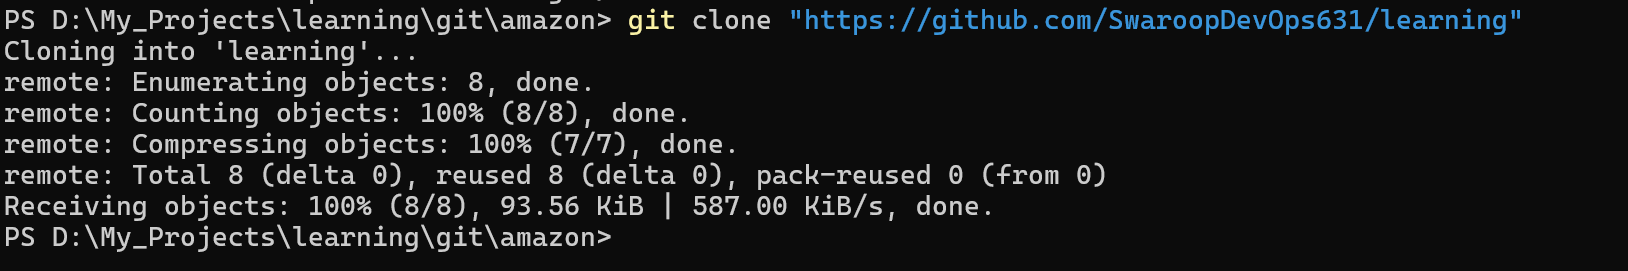 PS D:\My_Projects\learning\git\amazon> git clone "https://github.com/SwaroopDevOps631/learning"
Cloning into 'learning'...
remote: Enumerating objects: 8, done.
remote: Counting objects: 100% (8/8), done.
remote: Compressing objects: 100% (7/7), done.
remote: Total 8 (delta 0), reused 8 (delta 0), pack-reused 0 (from 0)
Receiving objects: 100% (8/8), 93.56 KiB | 587.00 KiB/s, done.
PS D:\My_Projects\learning\git\amazon>